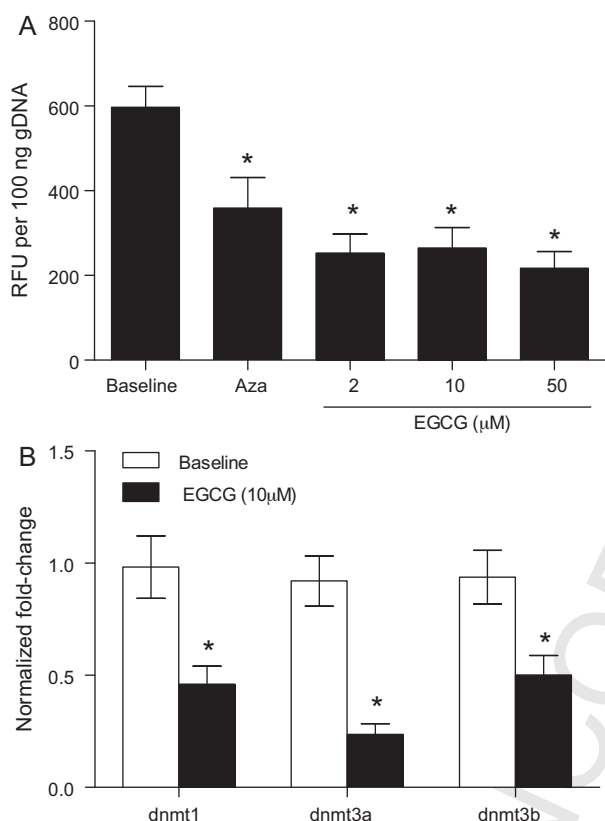 A
800
600
400
200
0
RFU per 100 ng gDNA
* * * *
Baseline Aza 2 10 50
EGCG (μM)
B
1.5
1.0
0.5
0.0
Normalized fold-change
Baseline
EGCG (10μM)
* * *
dnmt1 dnmt3a dnmt3b